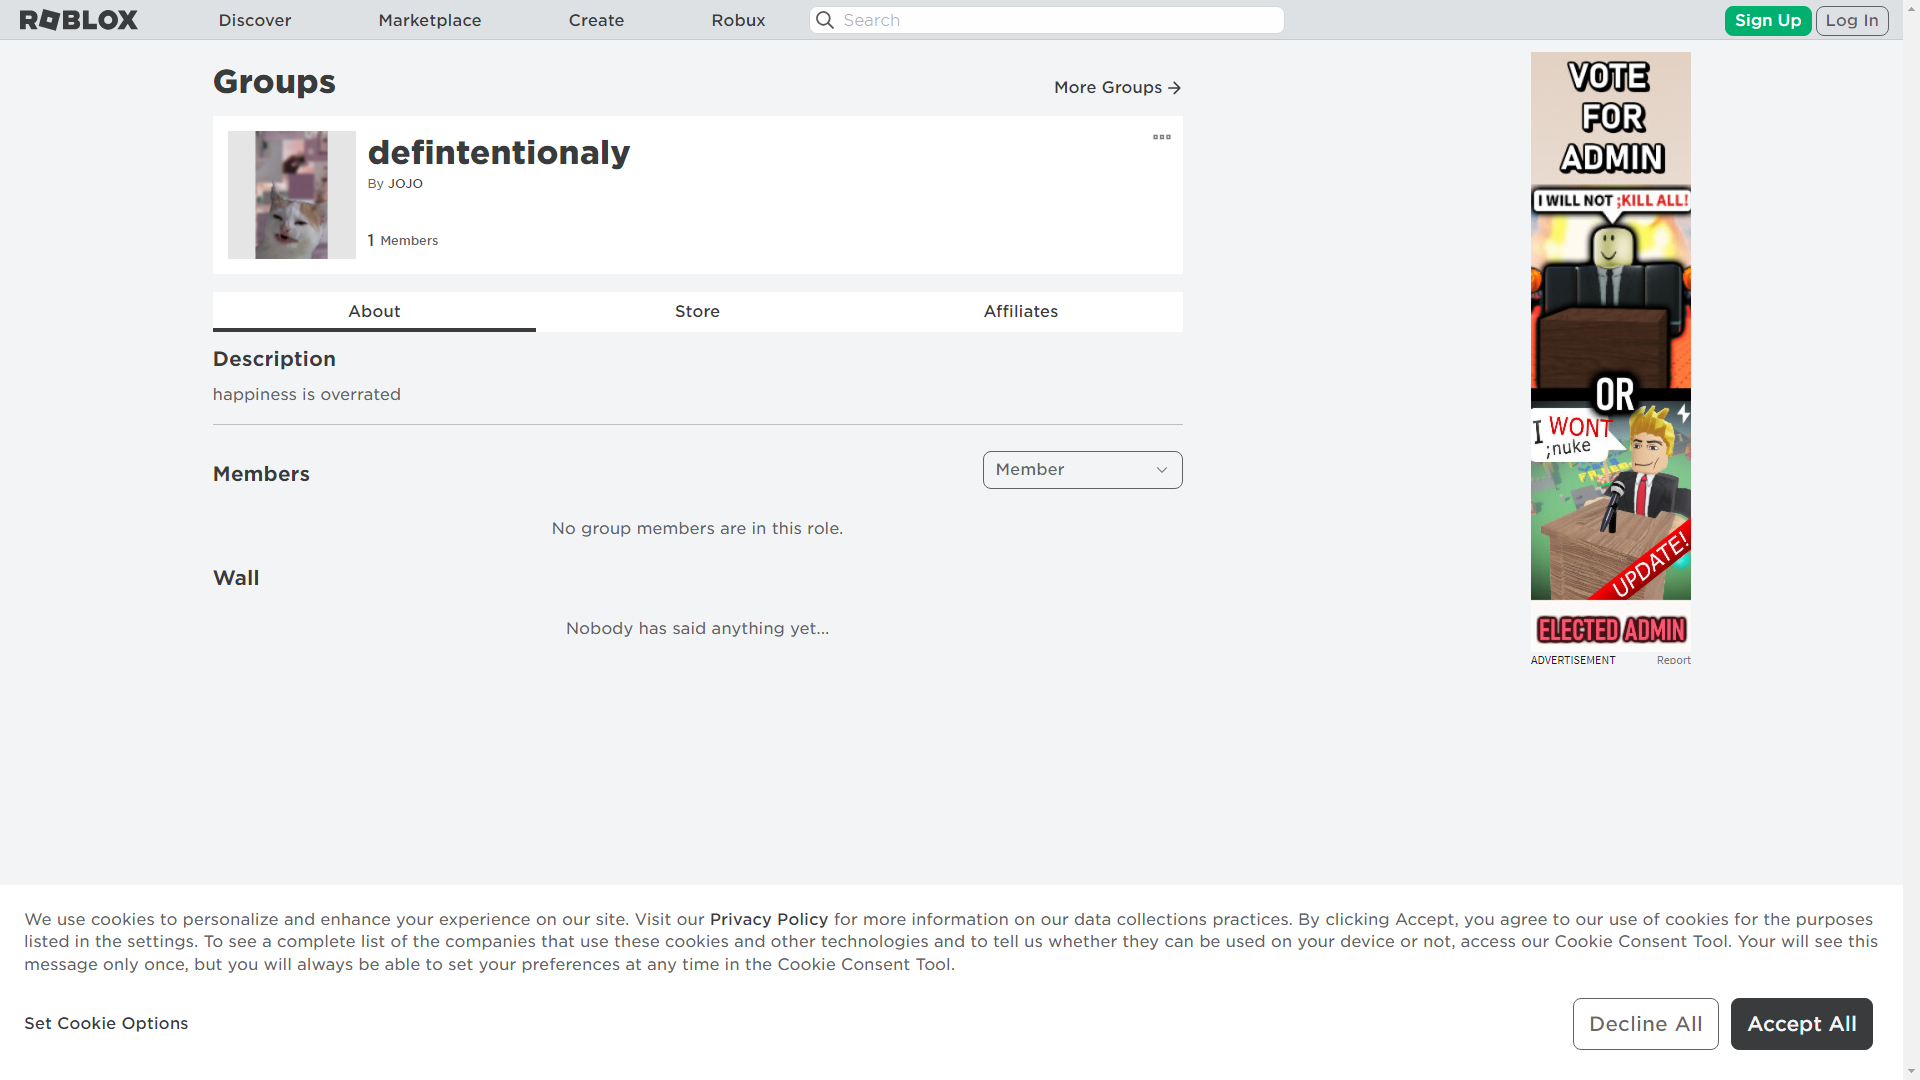 ROBLOX
Discover
Marketplace
Create
Robux
Search
Sign Up
Log In
Groups
More Groups
defintentionaly
By JOJO
1 Members
About
Store
Affiliates
Description
happiness is overrated
Members
Member
No group members are in this role.
Wall
Nobody has said anything yet...
VOTE
FOR
ADMIN
I WILL NOT ;KILL ALL!
OR
I WONT
;nuke
UPDATE!
ELECTED ADMIN
ADVERTISEMENT
Report
We use cookies to personalize and enhance your experience on our site. Visit our Privacy Policy for more information on our data collections practices. By clicking Accept, you agree to our use of cookies for the purposes
listed in the settings. To see a complete list of the companies that use these cookies and other technologies and to tell us whether they can be used on your device or not, access our Cookie Consent Tool. Your will see this
message only once, but you will always be able to set your preferences at any time in the Cookie Consent Tool.
Set Cookie Options
Decline All
Accept All